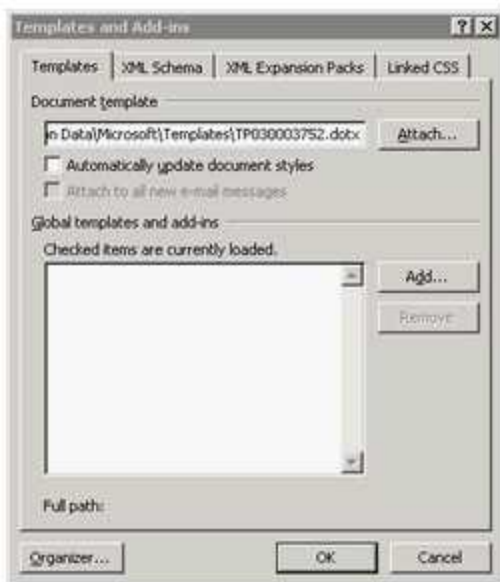 Templates and Add-ins
Templates XML Schema XML Expansion Packs Linked CSS
Document template
n Data\Microsoft\Templates\TP030003752.dotx Attach...
Automatically update document styles
Attach to all new e-mail messages
Global templates and add-ins
Checked items are currently loaded.
Add...
Remove
Full path:
Organizer... OK Cancel